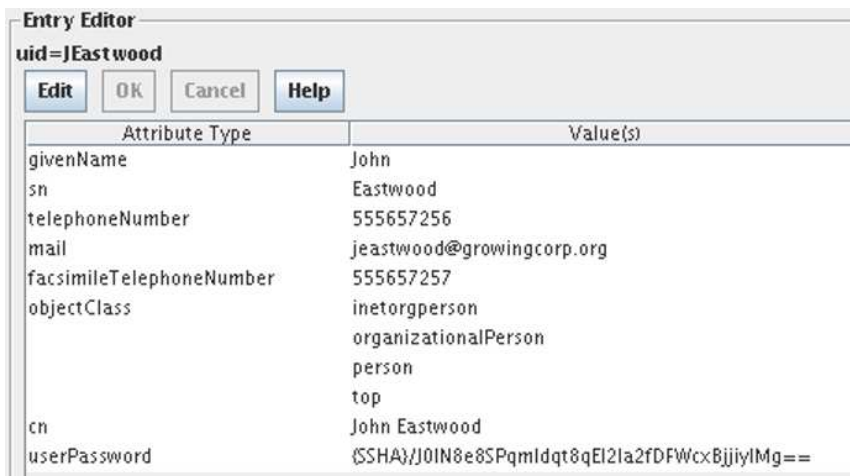 Entry Editor
uid=JEastwood
Edit OK Cancel Help
Attribute Type Value(s)
givenName John
sn Eastwood
telephoneNumber 555657256
mail jeastwood@growingcorp.org
facsimileTelephoneNumber 555657257
objectClass inetorgperson
organizationalPerson
person
top
cn John Eastwood
userPassword